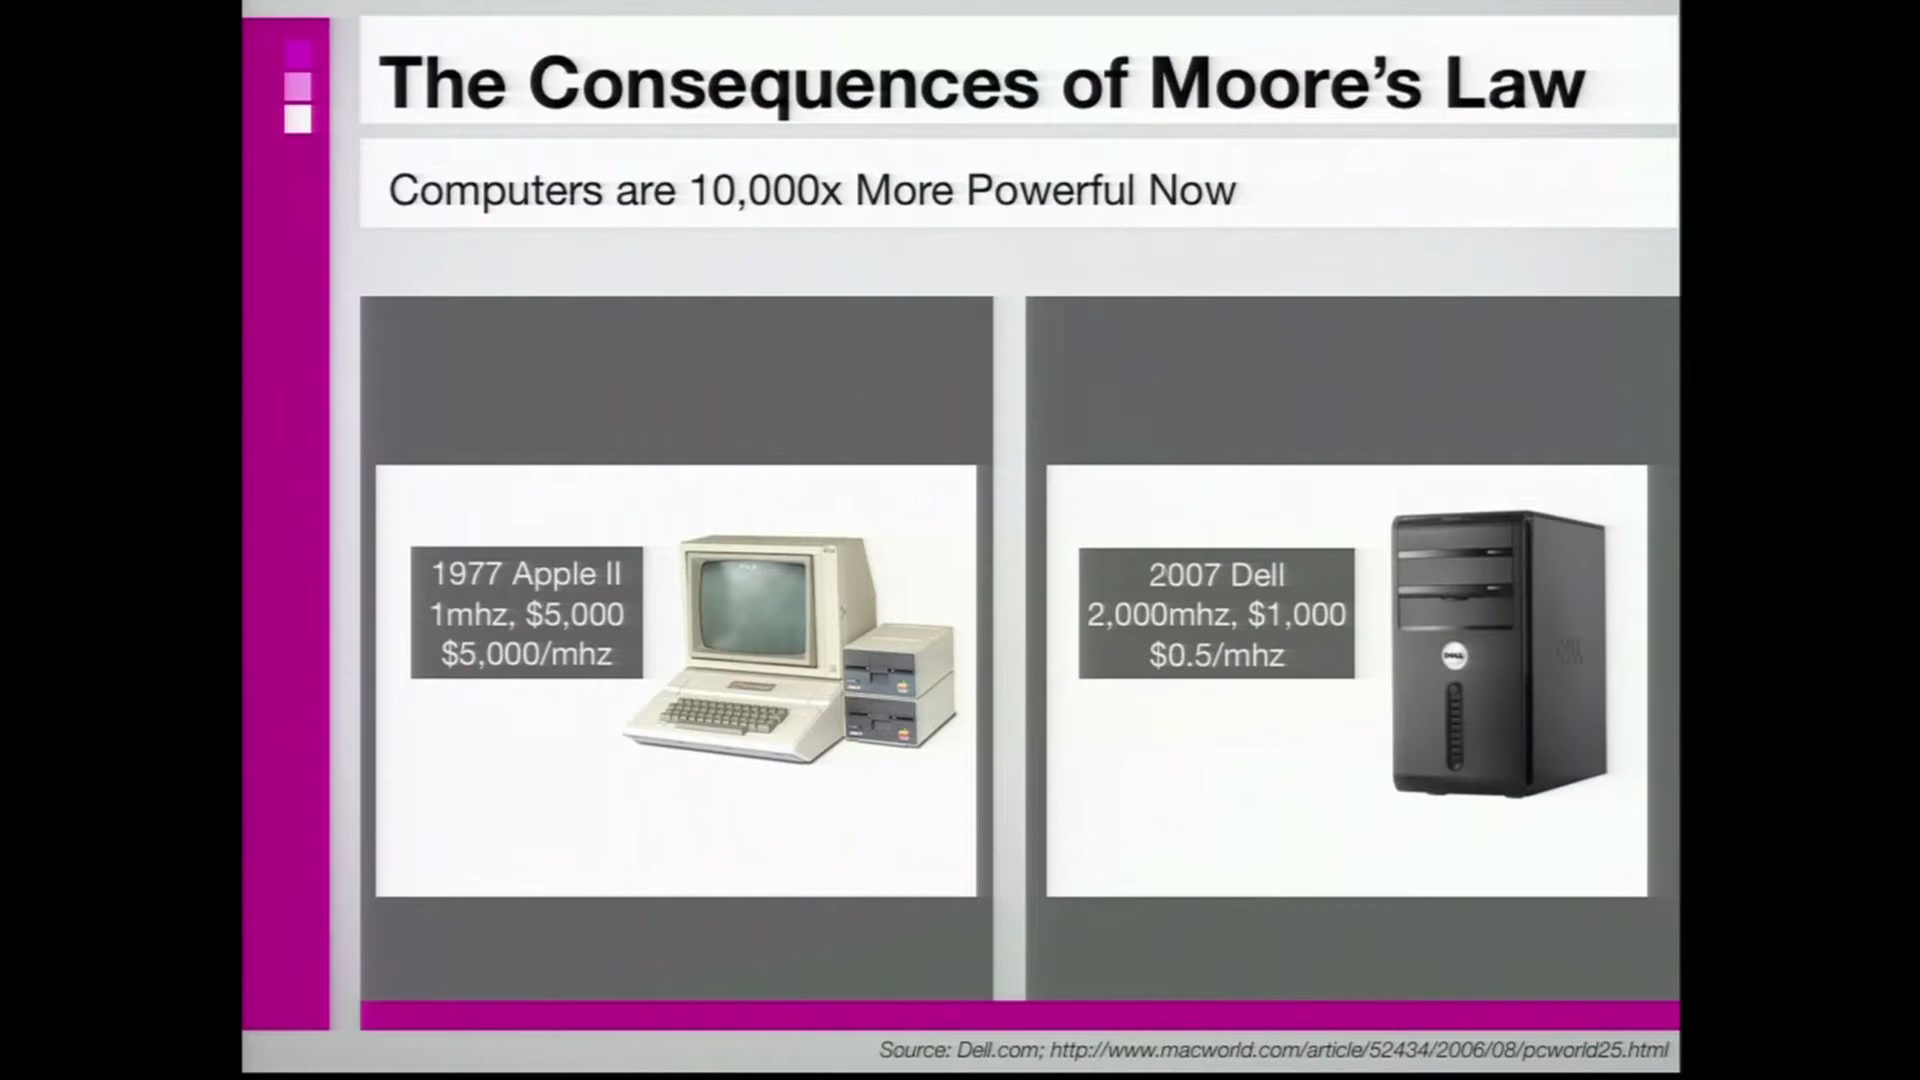 The Consequences of Moore's Law
Computers are 10,000x More Powerful Now
1977 Apple II
1mhz, $5,000
$5,000/mhz
2007 Dell
2,000mhz, $1,000
$0.5/mhz
DELL
Source: Dell.com; http://www.macworld.com/article/52434/2006/08/pcworld25.html